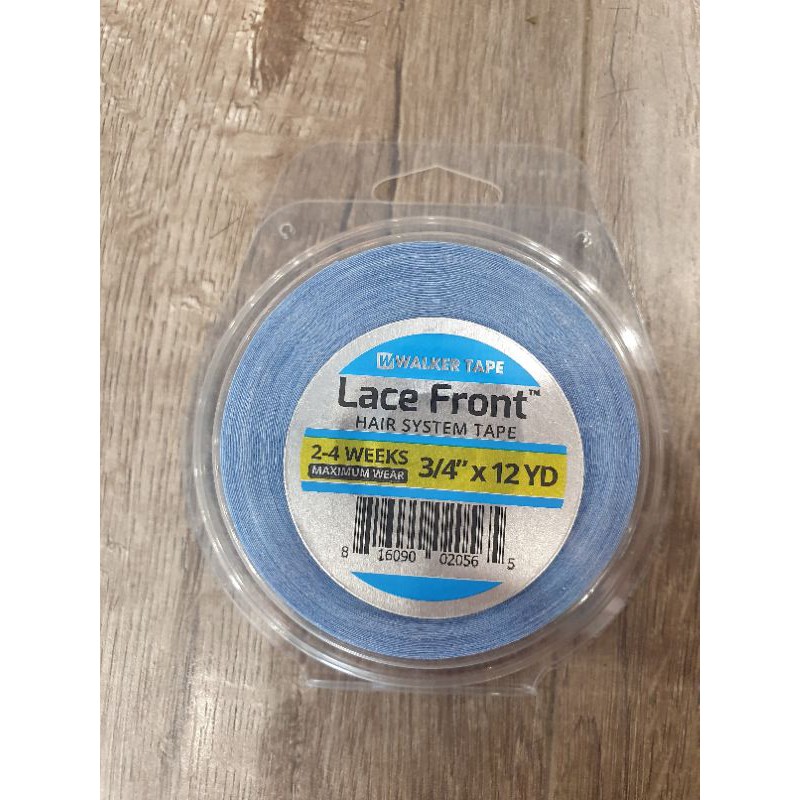 W WALKER TAPE
Lace Front™
HAIR SYSTEM TAPE
2-4 WEEKS
MAXIMUM WEAR
3/4" x 12 YD
8 16090 02056 5